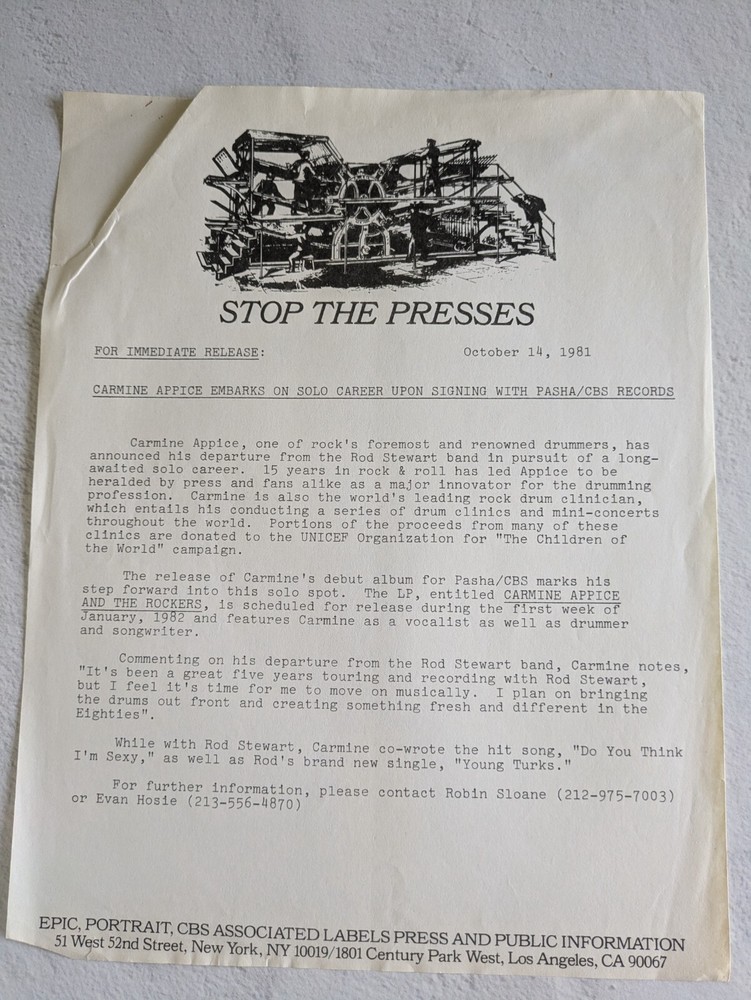 STOP THE PRESSES
FOR IMMEDIATE RELEASE: October 14, 1981
CARMINE APPICE EMBARKS ON SOLO CAREER UPON SIGNING WITH PASHA/CBS RECORDS
Carmine Appice, one of rock's foremost and renowned drummers, has
announced his departure from the Rod Stewart band in pursuit of a long-
awaited solo career. 15 years in rock & roll has led Appice to be
heralded by press and fans alike as a major innovator for the drumming
profession. Carmine is also the world's leading rock drum clinician,
which entails his conducting a series of drum clinics and mini-concerts
throughout the world. Portions of the proceeds from many of these
clinics are donated to the UNICEF Organization for "The Children of
the World" campaign.
The release of Carmine's debut album for Pasha/CBS marks his
step forward into this solo spot. The LP, entitled CARMINE APPICE
AND THE ROCKERS, is scheduled for release during the first week of
January, 1982 and features Carmine as a vocalist as well as drummer
and songwriter.
Commenting on his departure from the Rod Stewart band, Carmine notes,
"It's been a great five years touring and recording with Rod Stewart,
but I feel it's time for me to move on musically. I plan on bringing
the drums out front and creating something fresh and different in the
Eighties".
While with Rod Stewart, Carmine co-wrote the hit song, "Do You Think
I'm Sexy," as well as Rod's brand new single, "Young Turks."
For further information, please contact Robin Sloane (212-975-7003)
or Evan Hosie (213-556-4870)
EPIC, PORTRAIT, CBS ASSOCIATED LABELS PRESS AND PUBLIC INFORMATION
51 West 52nd Street, New York, NY 10019/1801 Century Park West, Los Angeles, CA 90067